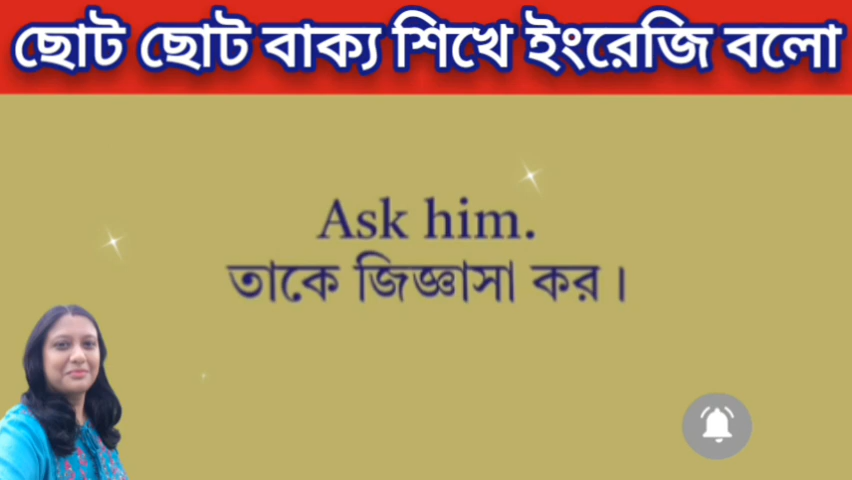 ছোট ছোট বাক্য শিখে ইংরেজি বলো
Ask him.
তাকে জিজ্ঞাসা কর।